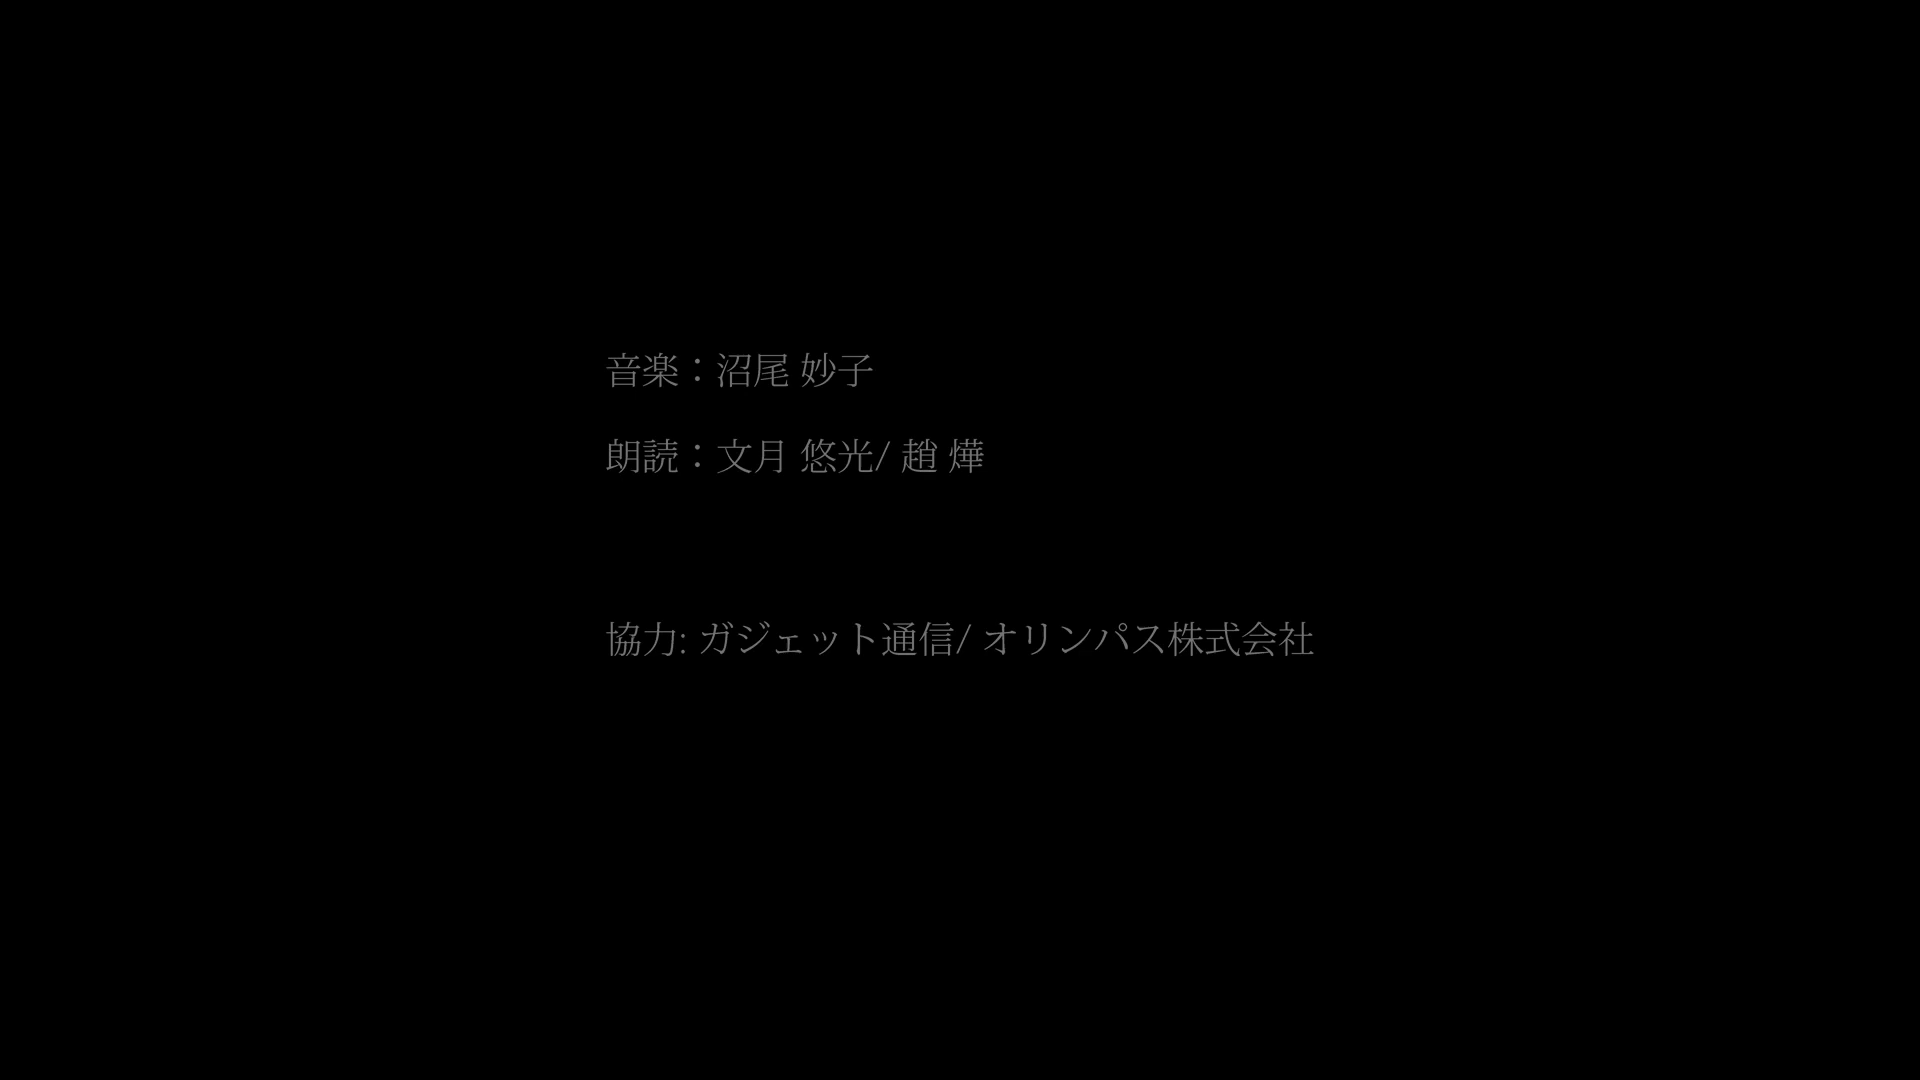 音楽：沼尾 妙子
朗読：文月 悠光/ 趙 燁
協力: ガジェット通信/ オリンパス株式会社